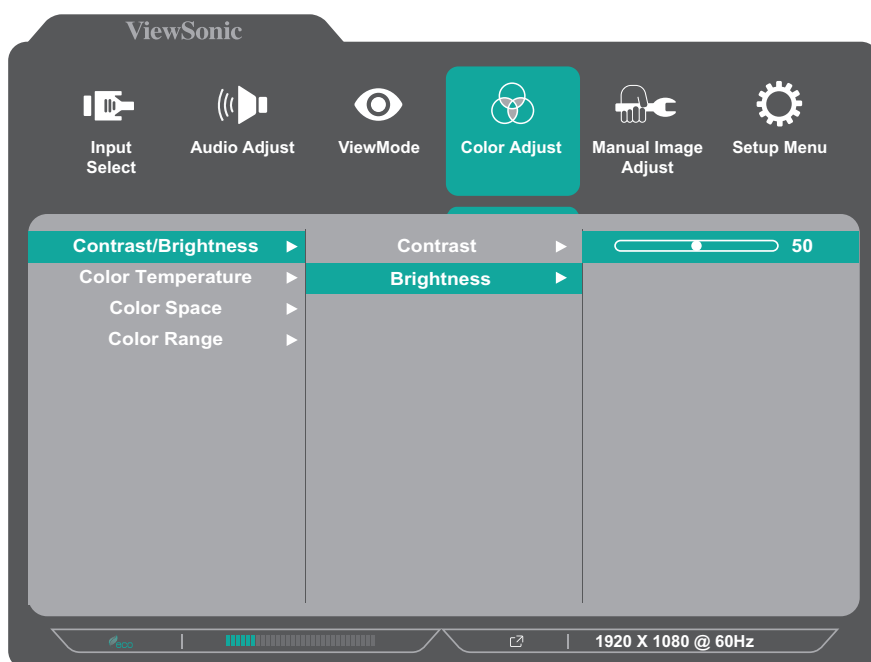 ViewSonic
Input
Select
Audio Adjust
ViewMode
Color Adjust
Manual Image
Adjust
Setup Menu
Contrast/Brightness
Contrast
50
Color Temperature
Brightness
Color Space
Color Range
eco
1920 X 1080 @ 60Hz